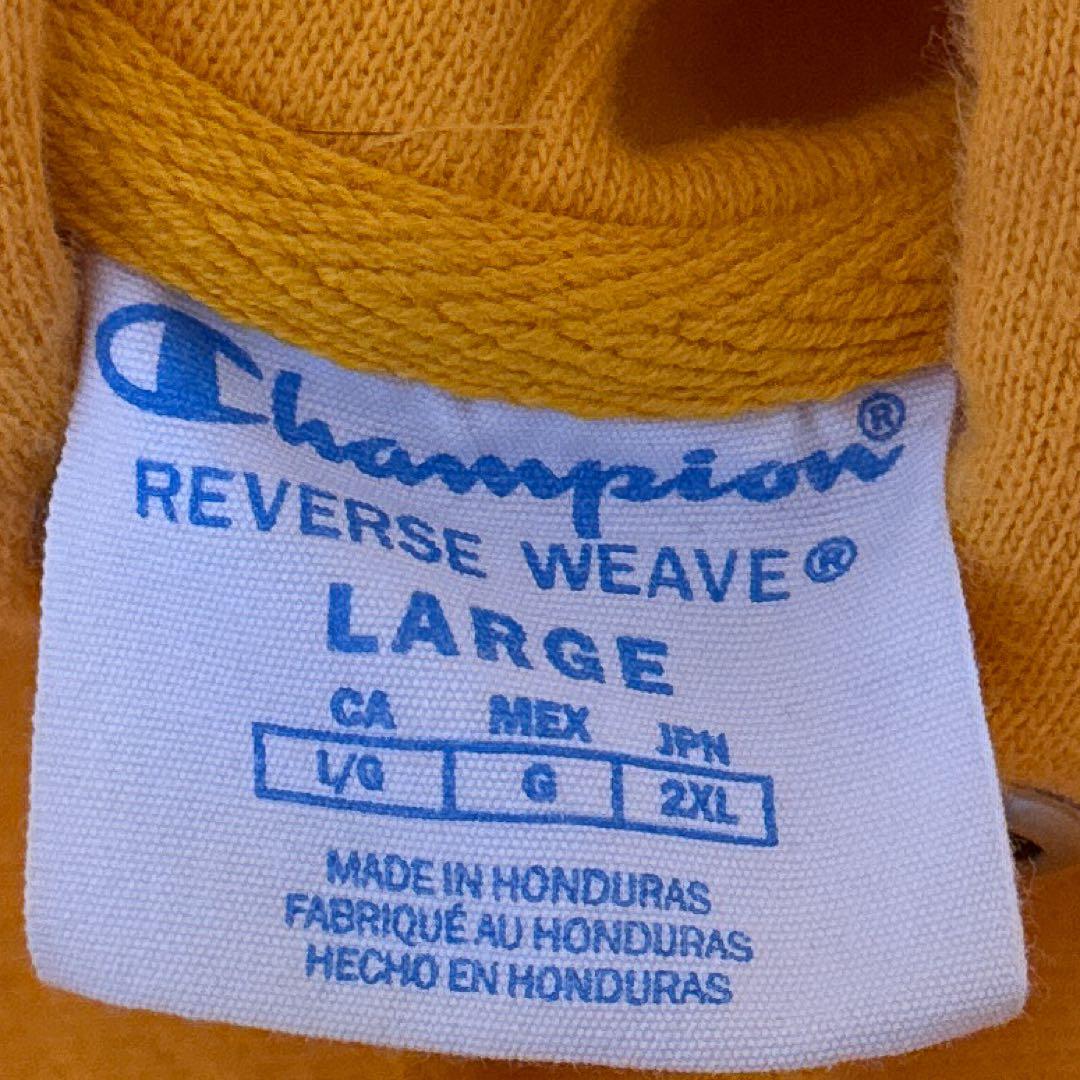 Champion®
REVERSE WEAVE®
LARGE
CA MEX JPN
L/G G 2XL
MADE IN HONDURAS
FABRIQUÉ AU HONDURAS
HECHO EN HONDURAS